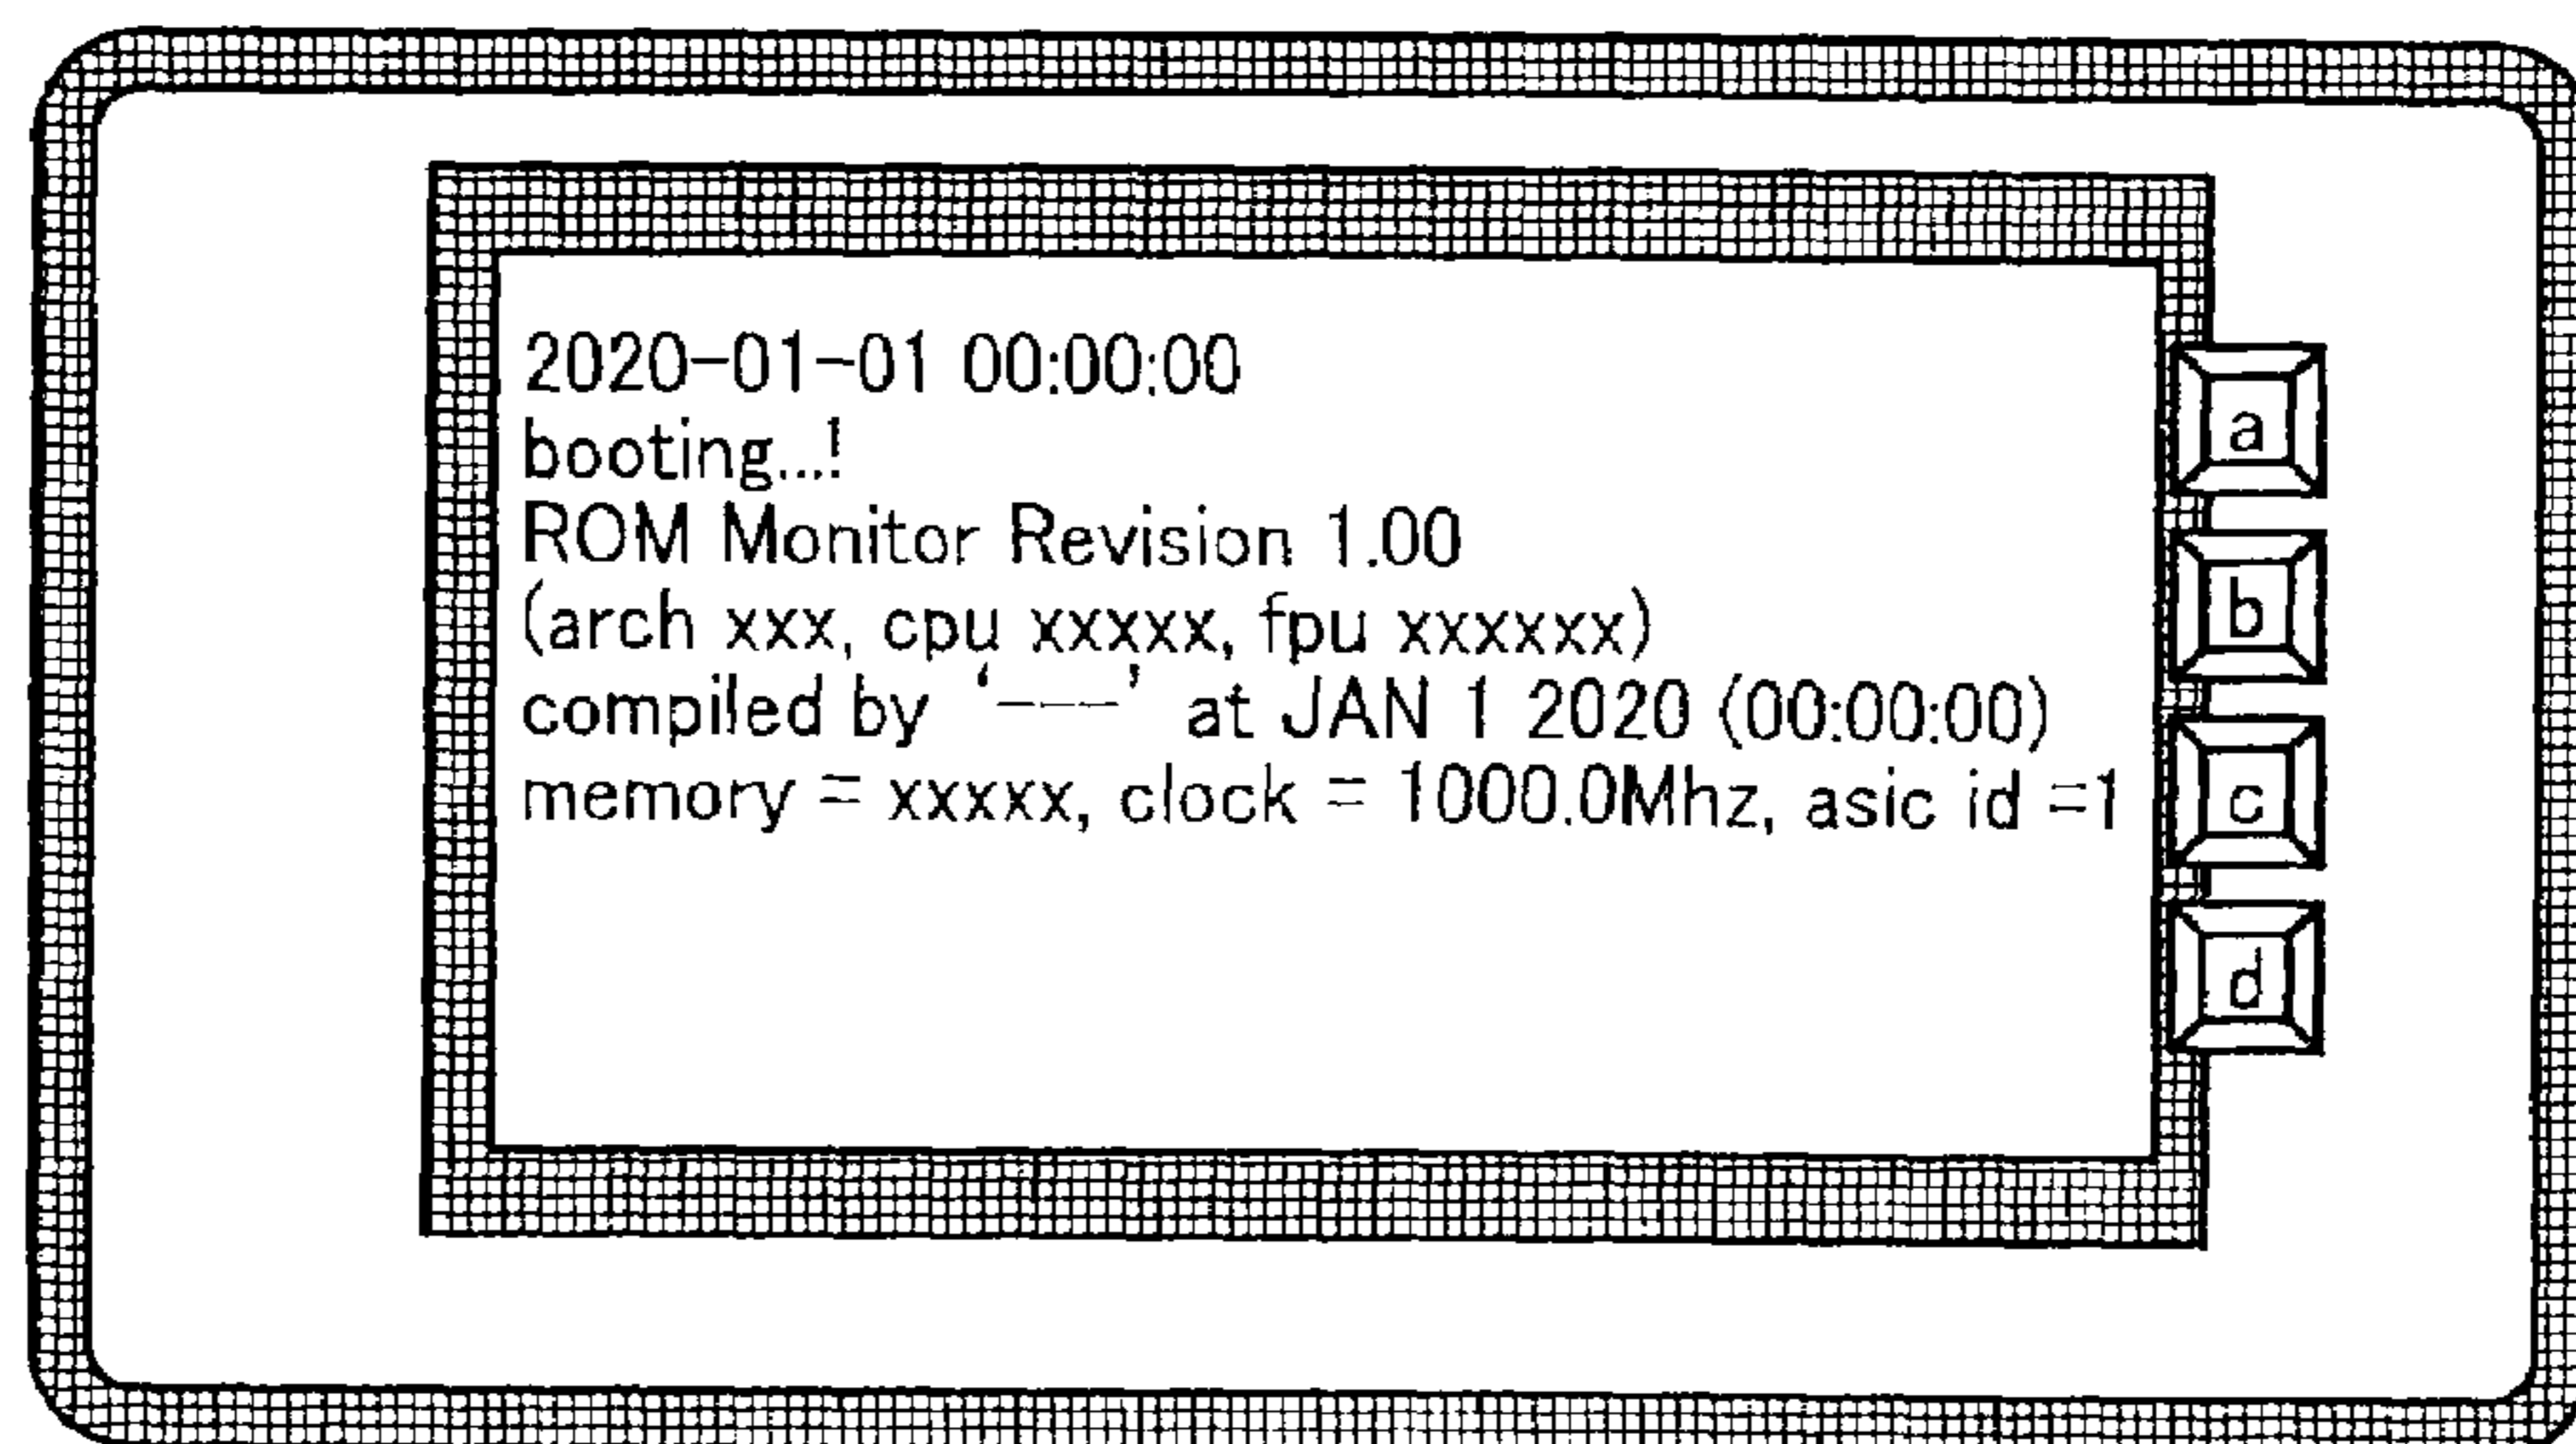 2020-01-01 00:00:00
booting...!
ROM Monitor Revision 1.00
(arch xxx, cpu xxxxx, fpu xxxxxx)
compiled by ‘---’ at JAN 1 2020 (00:00:00)
memory = xxxxx, clock = 1000.0Mhz, asic id =1
a
b
c
d